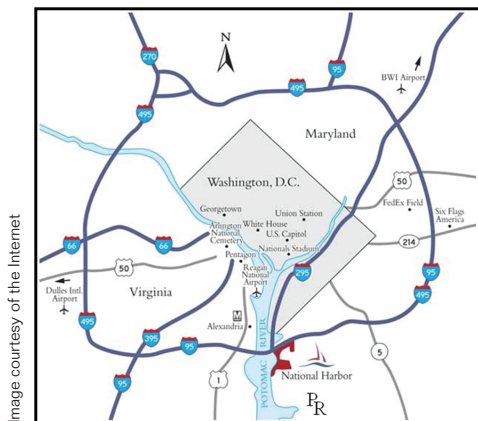 Image courtesy of the Internet
N
270
95
495
BWI Airport
495
Maryland
50
Washington, D.C.
FedEx Field
Six Flags
America
Georgetown
Union Station
Arlington
National
Cemetery
White House
U.S. Capitol
214
66
66
Nationals Stadium
Pentagon
50
Reagan
National
Airport
295
95
Dulles Intl.
Airport
Virginia
495
495
Alexandria
395
95
POTOMAC RIVER
5
National Harbor
95
1
PR